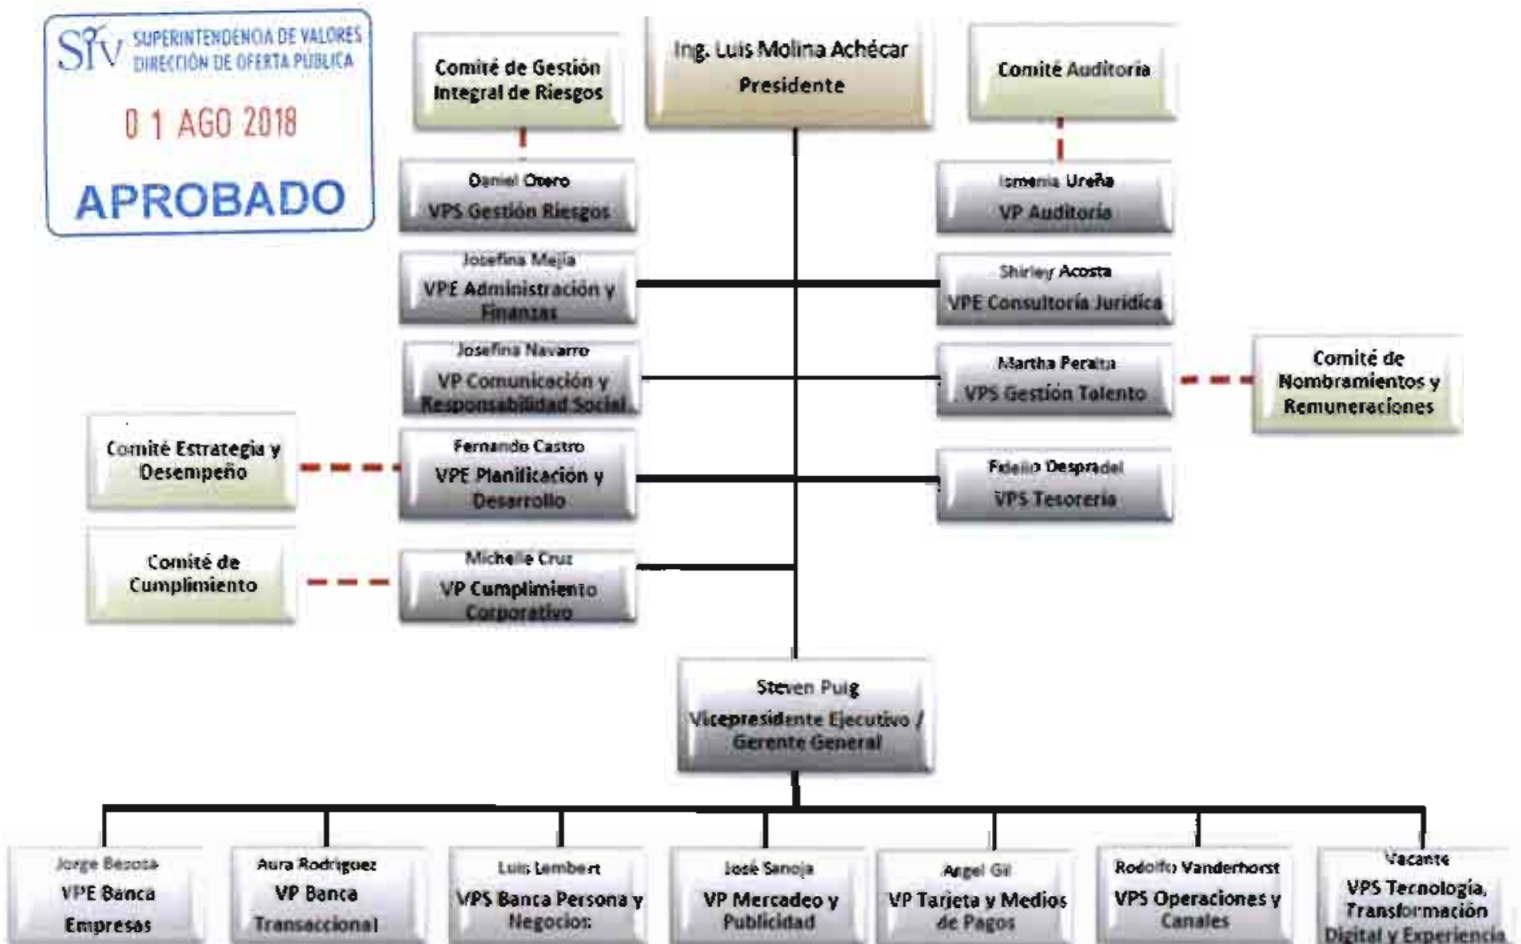 SIV SUPERINTENDENCIA DE VALORES
DIRECCIÓN DE OFERTA PÚBLICA
01 AGO 2018
APROBADO
Comité de Gestión
Integral de Riesgos
Ing. Luis Molina Achécar
Presidente
Comité Auditoría
Daniel Otero
VPS Gestión Riesgos
Ismenia Ureña
VP Auditoría
Josefina Mejía
VPE Administración y
Finanzas
Shirley Acosta
VPE Consultoría Jurídica
Josefina Navarro
VP Comunicación y
Responsabilidad Social
Martha Peralta
VPS Gestión Talento
Comité de
Nombramientos y
Remuneraciones
Comité Estrategia y
Desempeño
Fernando Castro
VPE Planificación y
Desarrollo
Fidelio Despradel
VPS Tesorería
Comité de
Cumplimiento
Michelle Cruz
VP Cumplimiento
Corporativo
Steven Puig
Vicepresidente Ejecutivo /
Gerente General
Jorge Besosa
VPE Banca
Empresas
Aura Rodríguez
VP Banca
Transaccional
Luis Lembert
VPS Banca Persona y
Negocios
José Sanoja
VP Mercadeo y
Publicidad
Angel Gil
VP Tarjeta y Medios
de Pagos
Rodolfo Vanderhorst
VPS Operaciones y
Canales
Vacante
VPS Tecnología,
Transformación
Digital y Experiencia